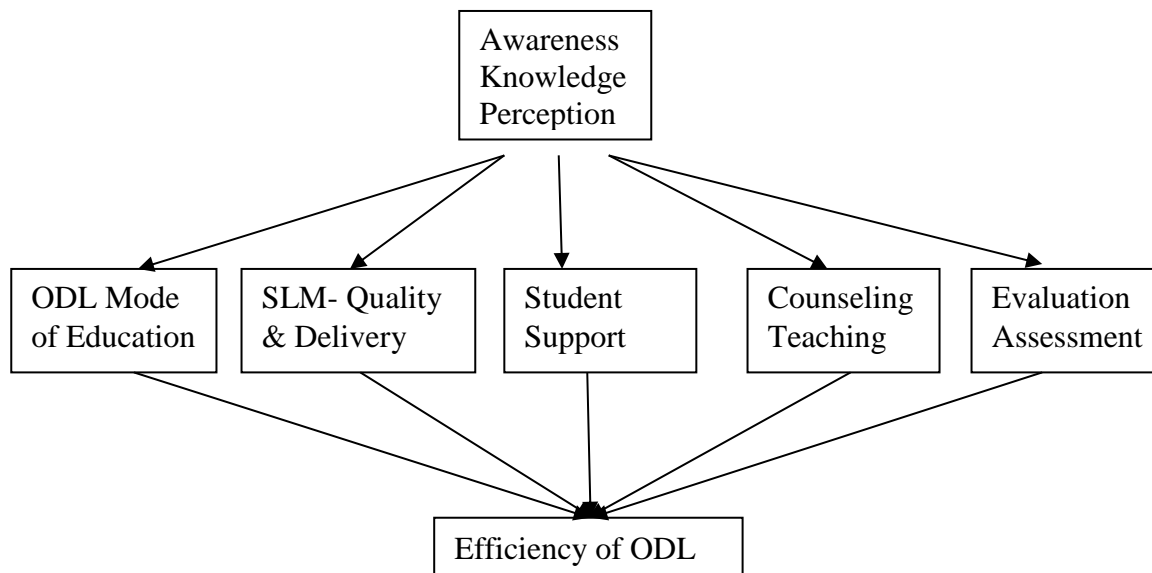 Awareness
Knowledge
Perception
ODL Mode
of Education
SLM- Quality
& Delivery
Student
Support
Counseling
Teaching
Evaluation
Assessment
Efficiency of ODL